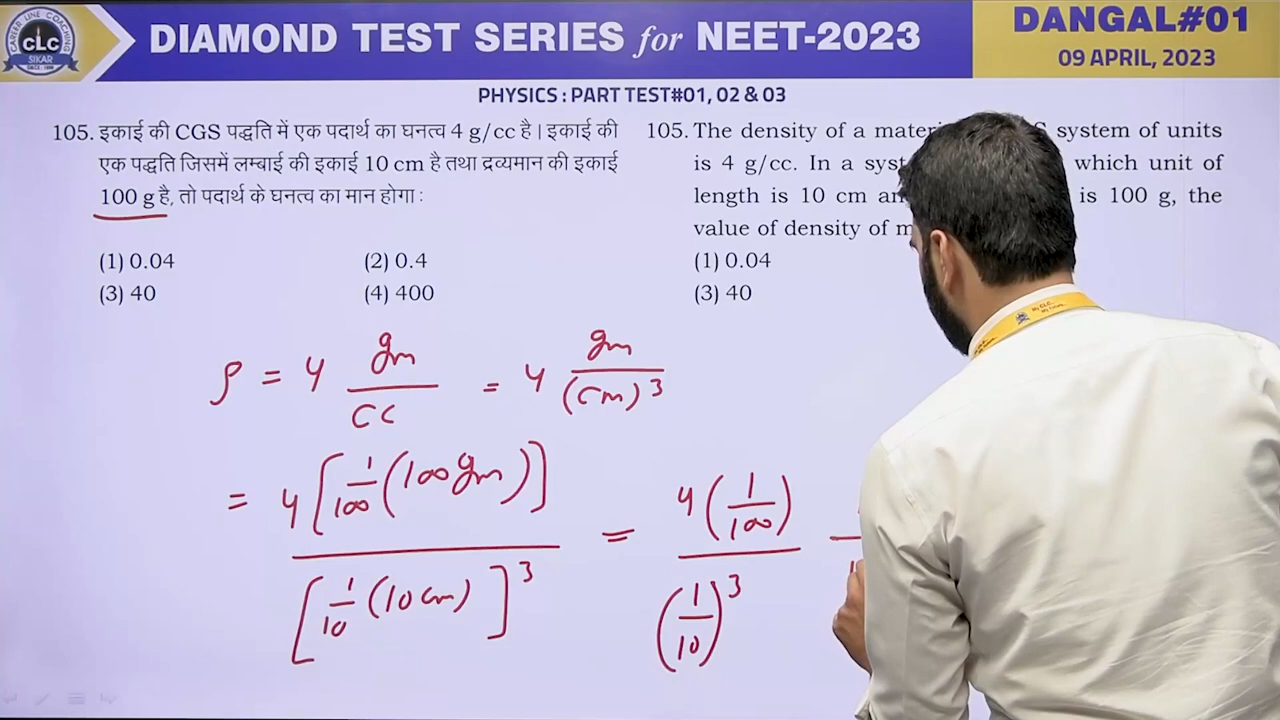 CAREER LINE COACHING
CLC
SIKAR
DIAMOND TEST SERIES for NEET-2023
DANGAL#01
09 APRIL, 2023
PHYSICS : PART TEST#01, 02 & 03
105. इकाई की CGS पद्धति में एक पदार्थ का घनत्व 4 g/cc है। इकाई की
एक पद्धति जिसमें लम्बाई की इकाई 10 cm है तथा द्रव्यमान की इकाई
100 g है, तो पदार्थ के घनत्व का मान होगा :
(1) 0.04 (2) 0.4
(3) 40 (4) 400
105. The density of a system of units
is 4 g/cc. In a which unit of
length is 10 cm is 100 g, the
value of density of
(1) 0.04
(3) 40
ρ = 4 gm/CC = 4 gm/(cm)³
= 4[1/100 (100gm)]/[1/10 (10cm)]³ = 4(1/100)/(1/10)³